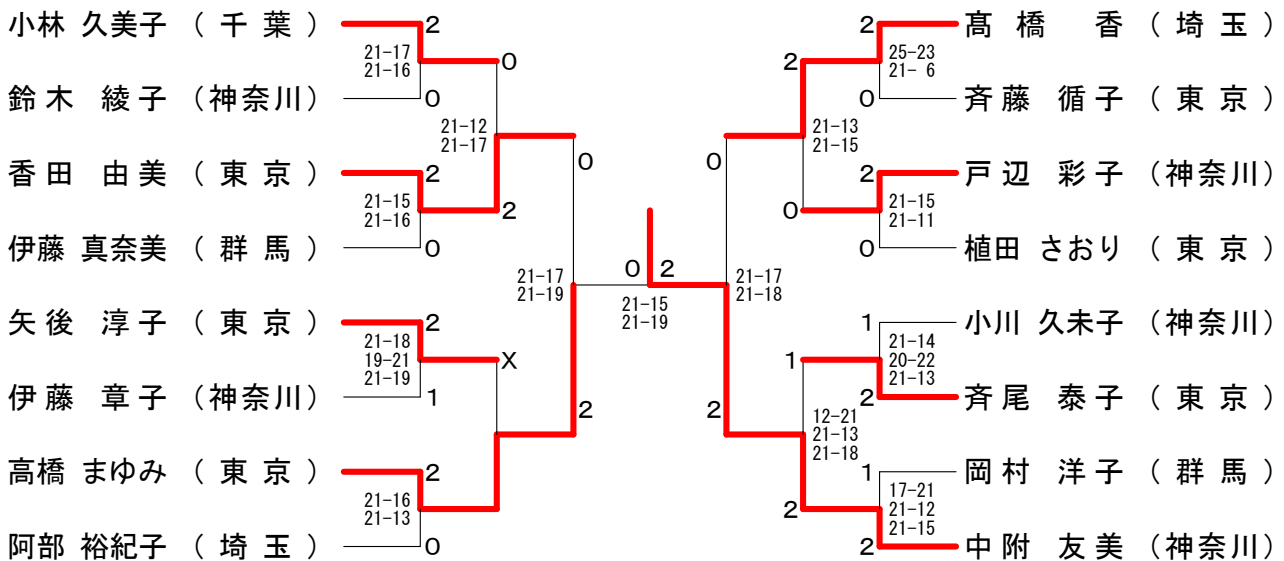 小林 久美子 (千葉) 2 2 髙橋 香 (埼玉)
21-17 25-23
21-16 0 2 21- 6
鈴木 綾子 (神奈川) 0 0 斉藤 循子 (東京)
21-12 21-13
21-17 21-15
0 0
香田 由美 (東京) 2 2 戸辺 彩子 (神奈川)
21-15 21-15
21-16 2 0 21-11
伊藤 真奈美 (群馬) 0 0 植田 さおり (東京)
0 2
21-17 21-17
21-19 21-18
21-15
21-19
矢後 淳子 (東京) 2 1 小川 久未子 (神奈川)
21-18 21-14
19-21 X 1 20-22
21-19 21-13
伊藤 章子 (神奈川) 1 2 斉尾 泰子 (東京)
2 2
12-21
21-13
21-18
高橋 まゆみ (東京) 2 1 岡村 洋子 (群馬)
21-16 17-21
21-13 2 21-12
21-15
阿部 裕紀子 (埼玉) 0 2 中附 友美 (神奈川)